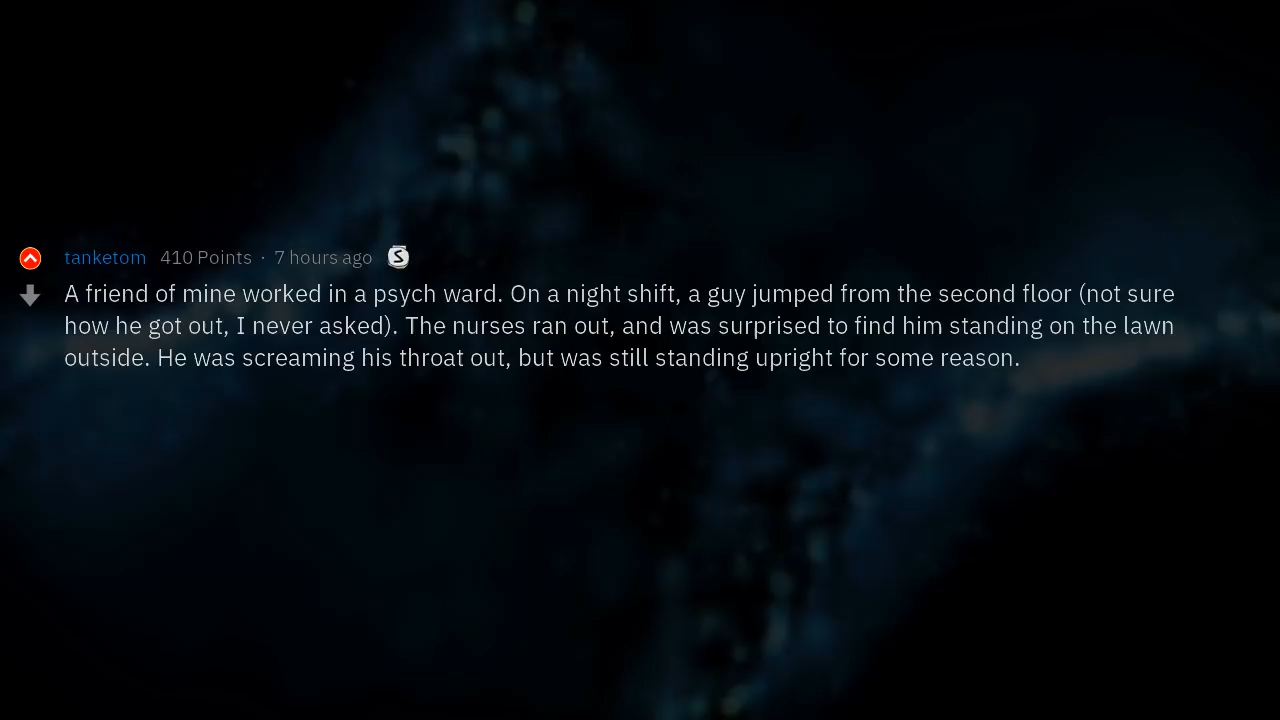 tanketom 410 Points · 7 hours ago S
A friend of mine worked in a psych ward. On a night shift, a guy jumped from the second floor (not sure
how he got out, I never asked). The nurses ran out, and was surprised to find him standing on the lawn
outside. He was screaming his throat out, but was still standing upright for some reason.